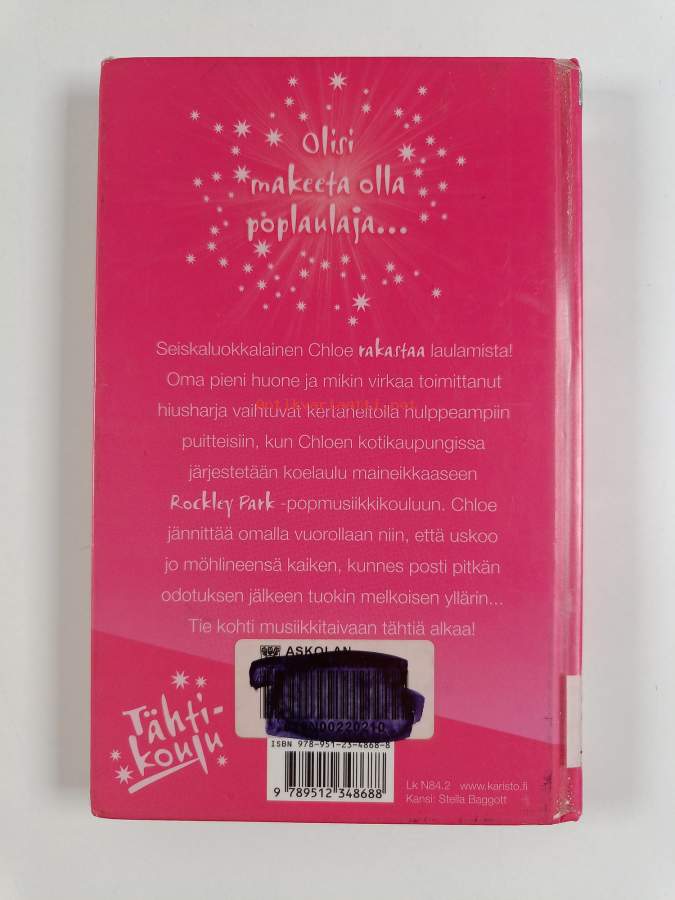 Olisi
makeeta olla
poplaulaja...
Seiskaluokkalainen Chloe rakastaa laulamista!
Oma pieni huone ja mikin virkaa toimittanut
antikvariaatti.net
hiusharja vaihtuvat kertaheitolla hulppeampiin
puitteisiin, kun Chloen kotikaupungissa
järjestetään koelaulu maineikkaaseen
Rockley Park -popmusiikkikouluun. Chloe
jännittää omalla vuorollaan niin, että uskoo
jo möhlineensä kaiken, kunnes posti pitkän
odotuksen jälkeen tuokin melkoisen yllärin...
Tie kohti musiikkitaivaan tähtiä alkaa!
ASKOLAN
Tähti-
koulu
ISBN 978-951-23-4868-8
9 789512 348688
Lk N84.2 www.karisto.fi
Kansi: Stella Baggott